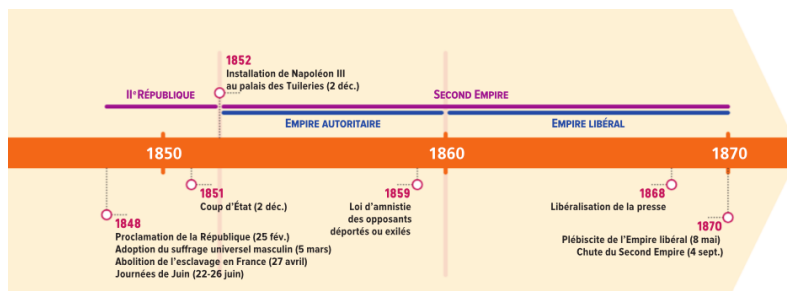 1852
Installation de Napoléon III
au palais des Tuileries (2 déc.)
IIe RÉPUBLIQUE
SECOND EMPIRE
EMPIRE AUTORITAIRE
EMPIRE LIBÉRAL
1850
1860
1870
1851
Coup d'État (2 déc.)
1859
Loi d'amnistie
des opposants
déportés ou exilés
1868
Libéralisation de la presse
1848
Proclamation de la République (25 fév.)
Adoption du suffrage universel masculin (5 mars)
Abolition de l'esclavage en France (27 avril)
Journées de Juin (22-26 juin)
1870
Plébiscite de l'Empire libéral (8 mai)
Chute du Second Empire (4 sept.)